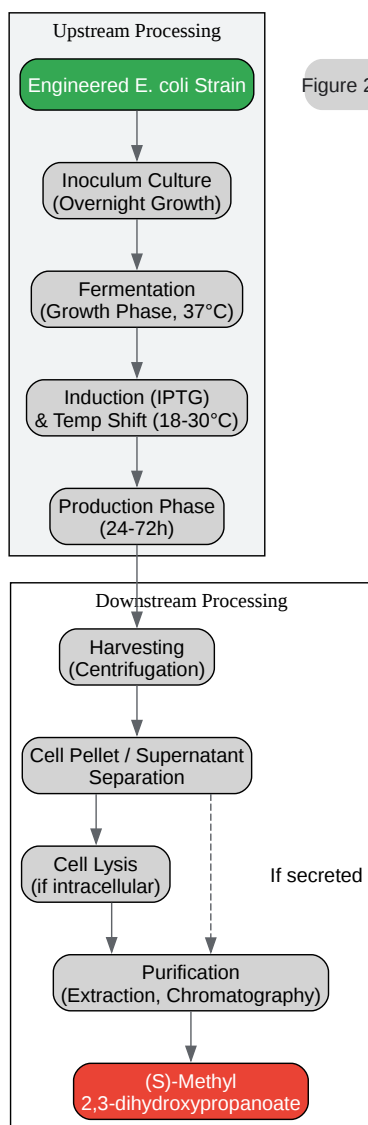 Upstream Processing
Engineered E. coli Strain
Figure 2
Inoculum Culture
(Overnight Growth)
Fermentation
(Growth Phase, 37°C)
Induction (IPTG)
& Temp Shift (18-30°C)
Production Phase
(24-72h)
Downstream Processing
Harvesting
(Centrifugation)
Cell Pellet / Supernatant
Separation
Cell Lysis
(if intracellular)
If secreted
Purification
(Extraction, Chromatography)
(S)-Methyl
2,3-dihydroxypropanoate